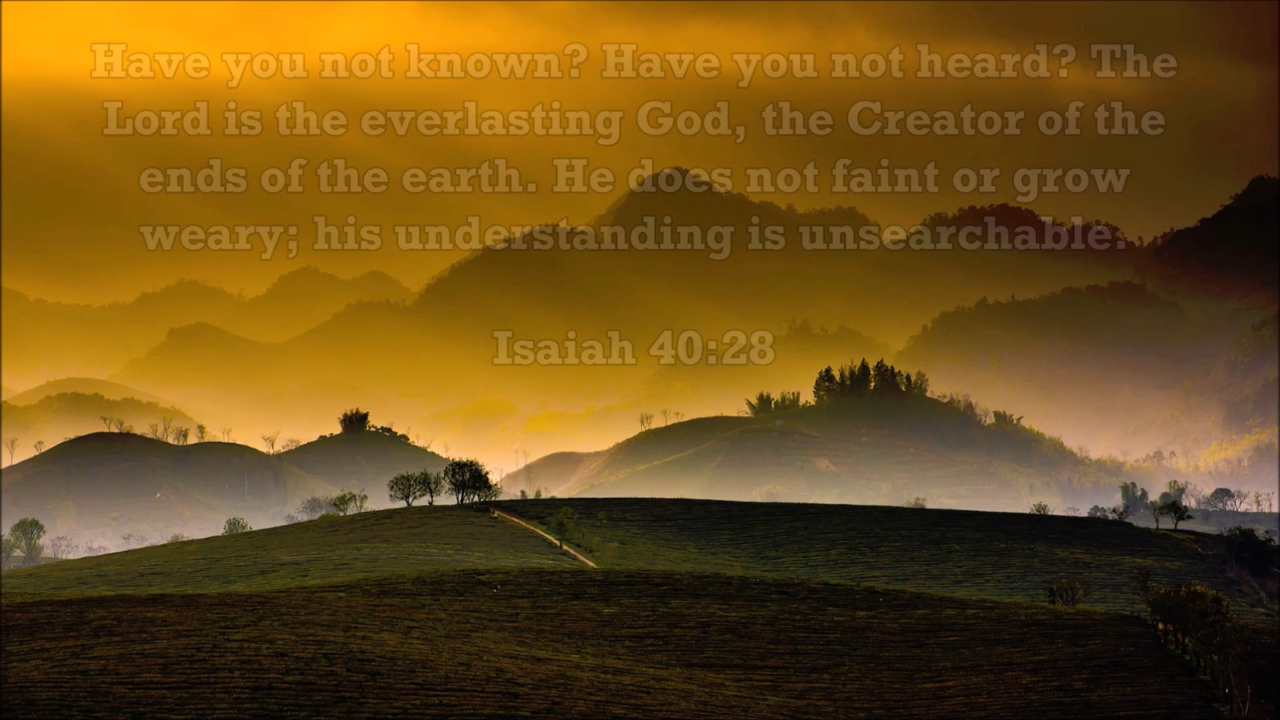 Have you not known? Have you not heard? The
Lord is the everlasting God, the Creator of the
ends of the earth. He does not faint or grow
weary; his understanding is unsearchable.
Isaiah 40:28